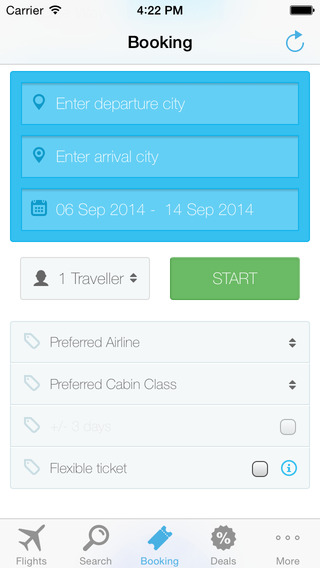 Carrier 4:22 PM
Booking
Enter departure city
Enter arrival city
06 Sep 2014 - 14 Sep 2014
1 Traveller START
Preferred Airline
Preferred Cabin Class
+/- 3 days
Flexible ticket
Flights Search Booking Deals More